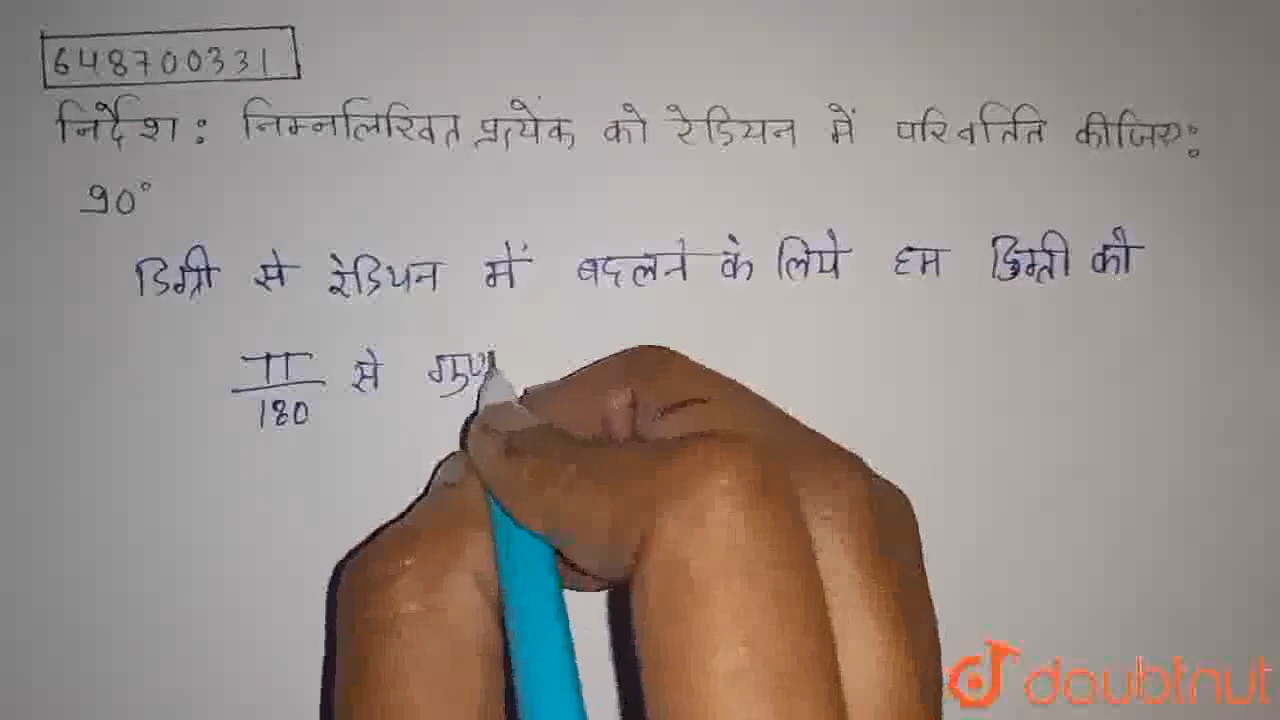 648700331
निर्देश: निम्नलिखित प्रत्येक को रेडियन में परिवर्तिति कीजिए:
90°
डिग्री से रेडियन में बदलने के लिये हम डिग्री को
π/180 से गुण
doubtnut